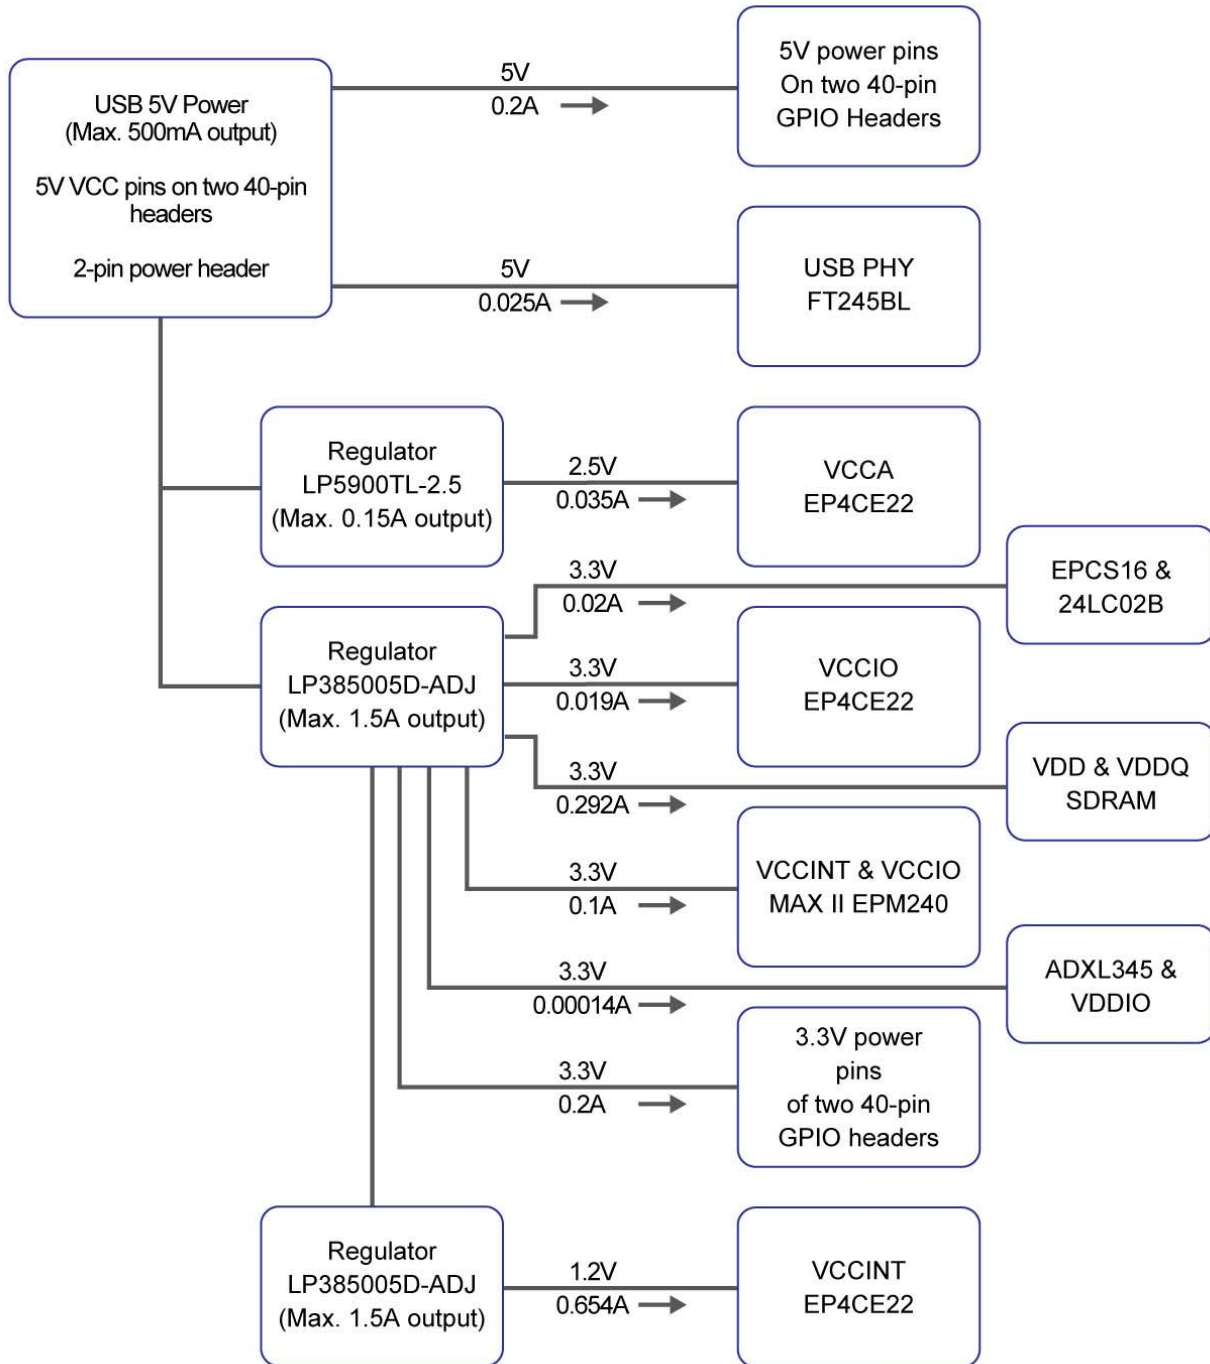 USB 5V Power
(Max. 500mA output)
5V VCC pins on two 40-pin
headers
2-pin power header
5V
0.2A
5V power pins
On two 40-pin
GPIO Headers
5V
0.025A
USB PHY
FT245BL
Regulator
LP5900TL-2.5
(Max. 0.15A output)
2.5V
0.035A
VCCA
EP4CE22
3.3V
0.02A
EPCS16 &
24LC02B
Regulator
LP385005D-ADJ
(Max. 1.5A output)
3.3V
0.019A
VCCIO
EP4CE22
3.3V
0.292A
VDD & VDDQ
SDRAM
3.3V
0.1A
VCCINT & VCCIO
MAX II EPM240
3.3V
0.00014A
ADXL345 &
VDDIO
3.3V
0.2A
3.3V power
pins
of two 40-pin
GPIO headers
Regulator
LP385005D-ADJ
(Max. 1.5A output)
1.2V
0.654A
VCCINT
EP4CE22